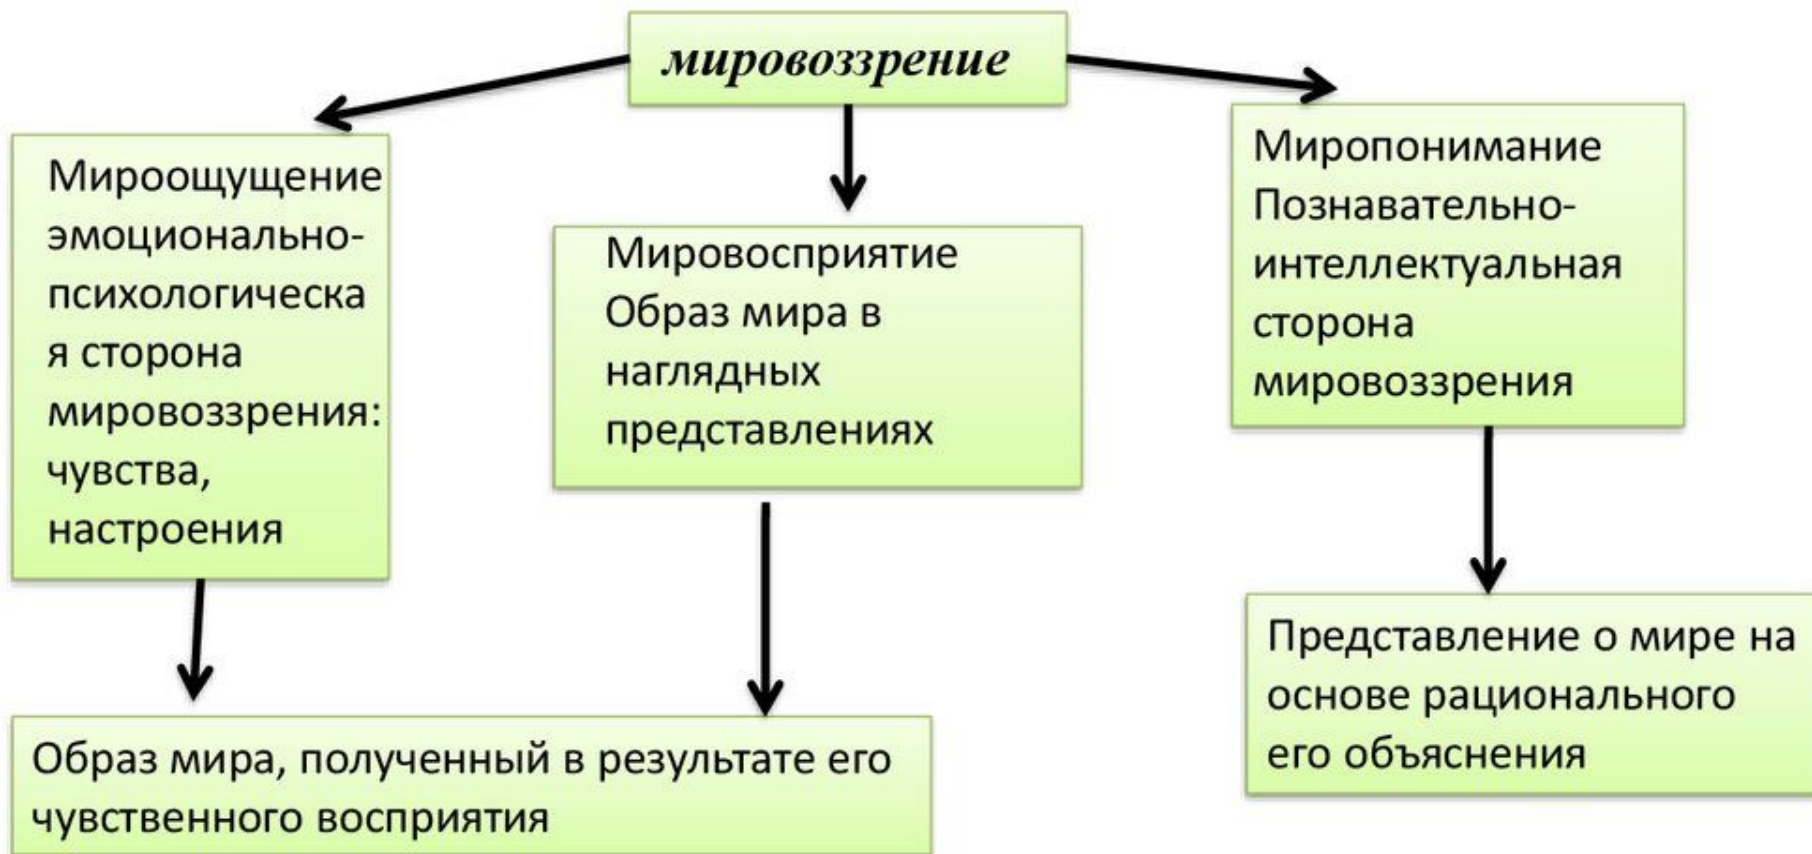 мировоззрение
Мироощущение
эмоционально-
психологическа
я сторона
мировоззрения:
чувства,
настроения
Мировосприятие
Образ мира в
наглядных
представлениях
Миропонимание
Познавательно-
интеллектуальная
сторона
мировоззрения
Образ мира, полученный в результате его
чувственного восприятия
Представление о мире на
основе рационального
его объяснения